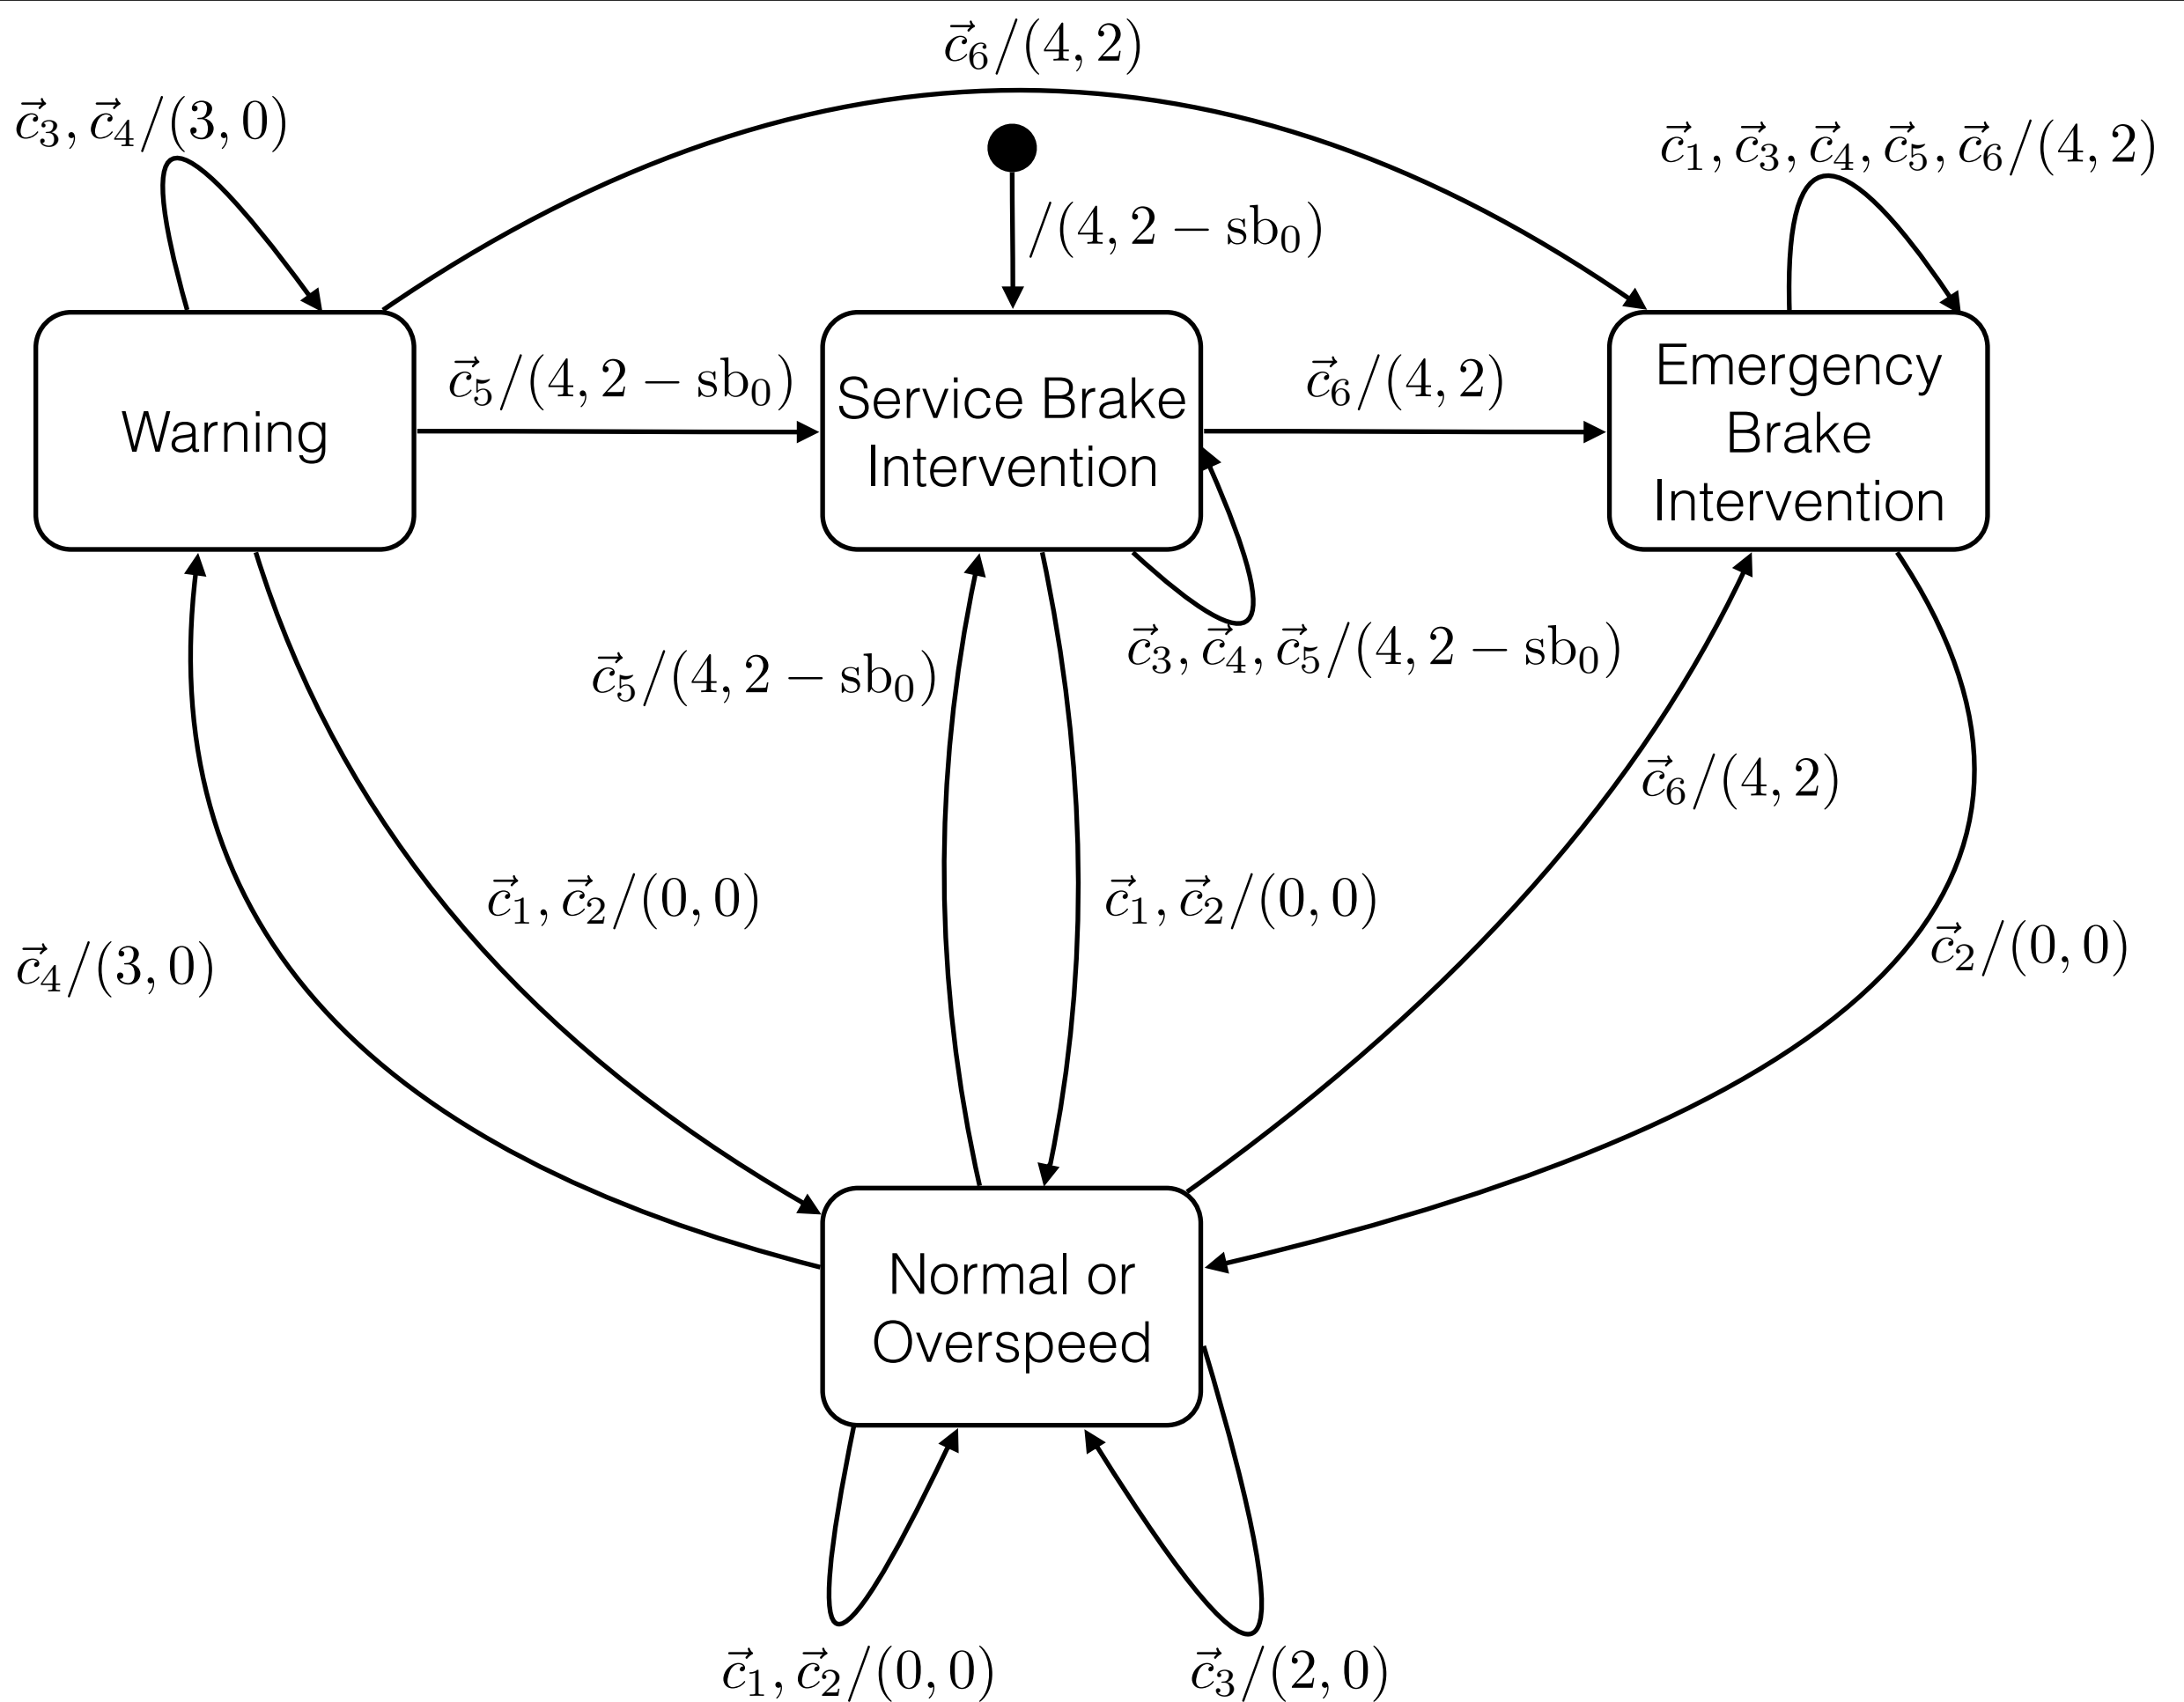 c⃗₆/(4, 2)
c⃗₃, c⃗₄/(3, 0)
c⃗₁, c⃗₃, c⃗₄, c⃗₅, c⃗₆/(4, 2)
/(4, 2 − sb₀)
Warning
c⃗₅/(4, 2 − sb₀)
Service Brake
Intervention
c⃗₆/(4, 2)
Emergency
Brake
Intervention
c⃗₅/(4, 2 − sb₀)
c⃗₃, c⃗₄, c⃗₅/(4, 2 − sb₀)
c⃗₆/(4, 2)
c⃗₁, c⃗₂/(0, 0)
c⃗₁, c⃗₂/(0, 0)
c⃗₄/(3, 0)
c⃗₂/(0, 0)
Normal or
Overspeed
c⃗₁, c⃗₂/(0, 0)
c⃗₃/(2, 0)